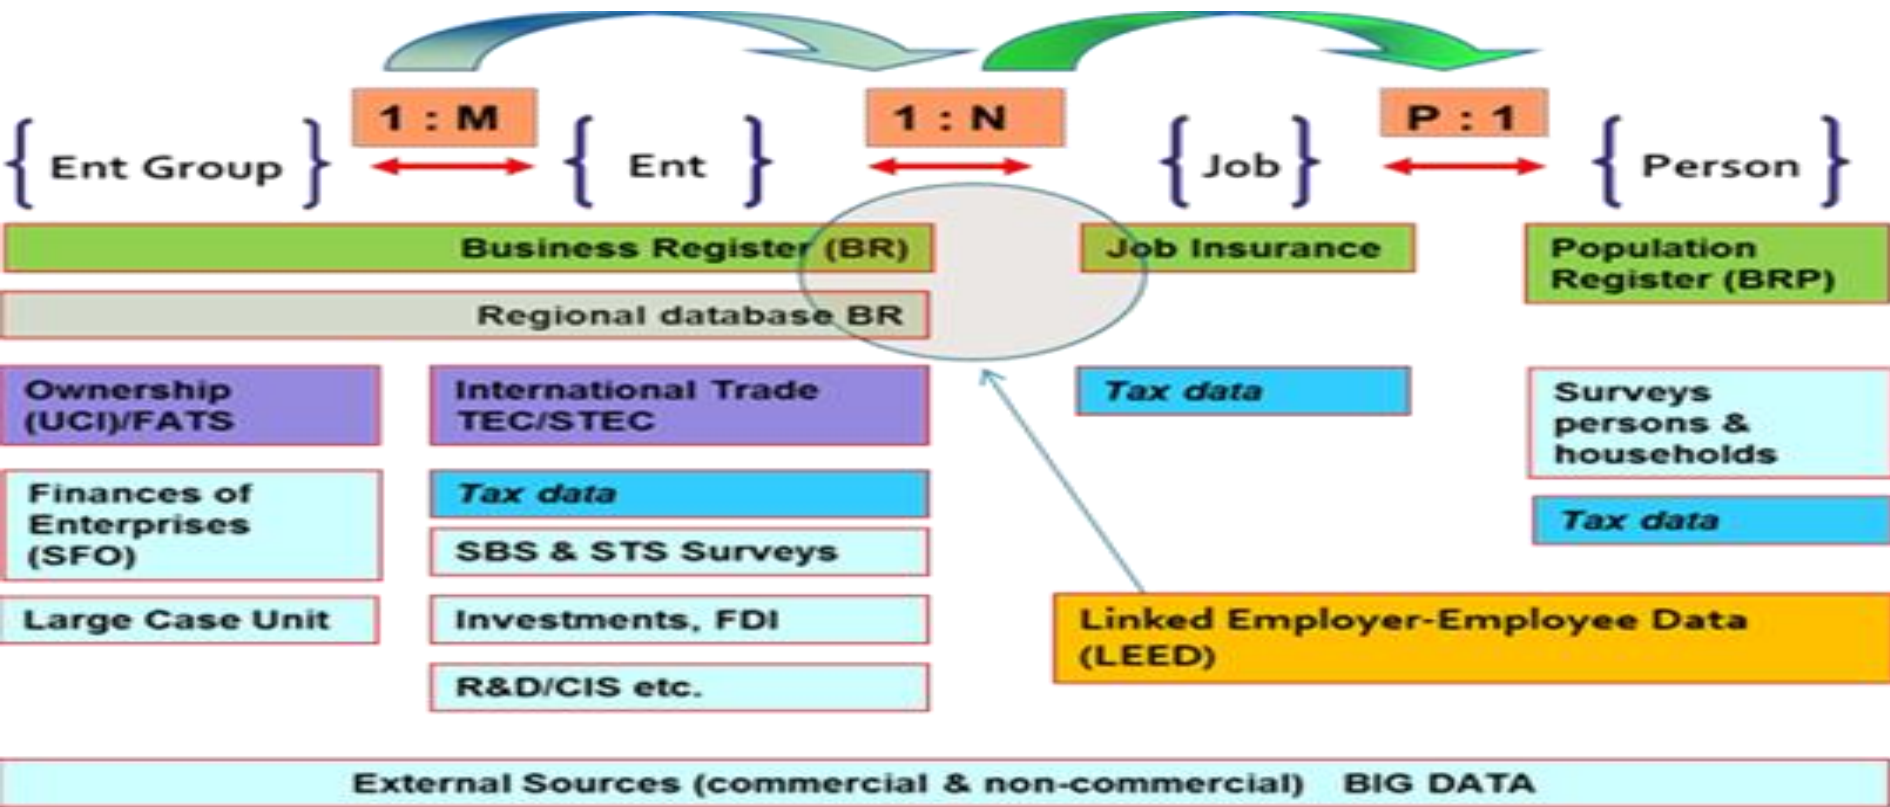 1 : M
1 : N
P : 1
{ Ent Group }
{ Ent }
{ Job }
{ Person }
Business Register (BR)
Job Insurance
Population
Register (BRP)
Regional database BR
Ownership
(UCI)/FATS
International Trade
TEC/STEC
Tax data
Surveys
persons &
households
Finances of
Enterprises
(SFO)
Tax data
SBS & STS Surveys
Tax data
Large Case Unit
Investments, FDI
R&D/CIS etc.
Linked Employer-Employee Data
(LEED)
External Sources (commercial & non-commercial) BIG DATA